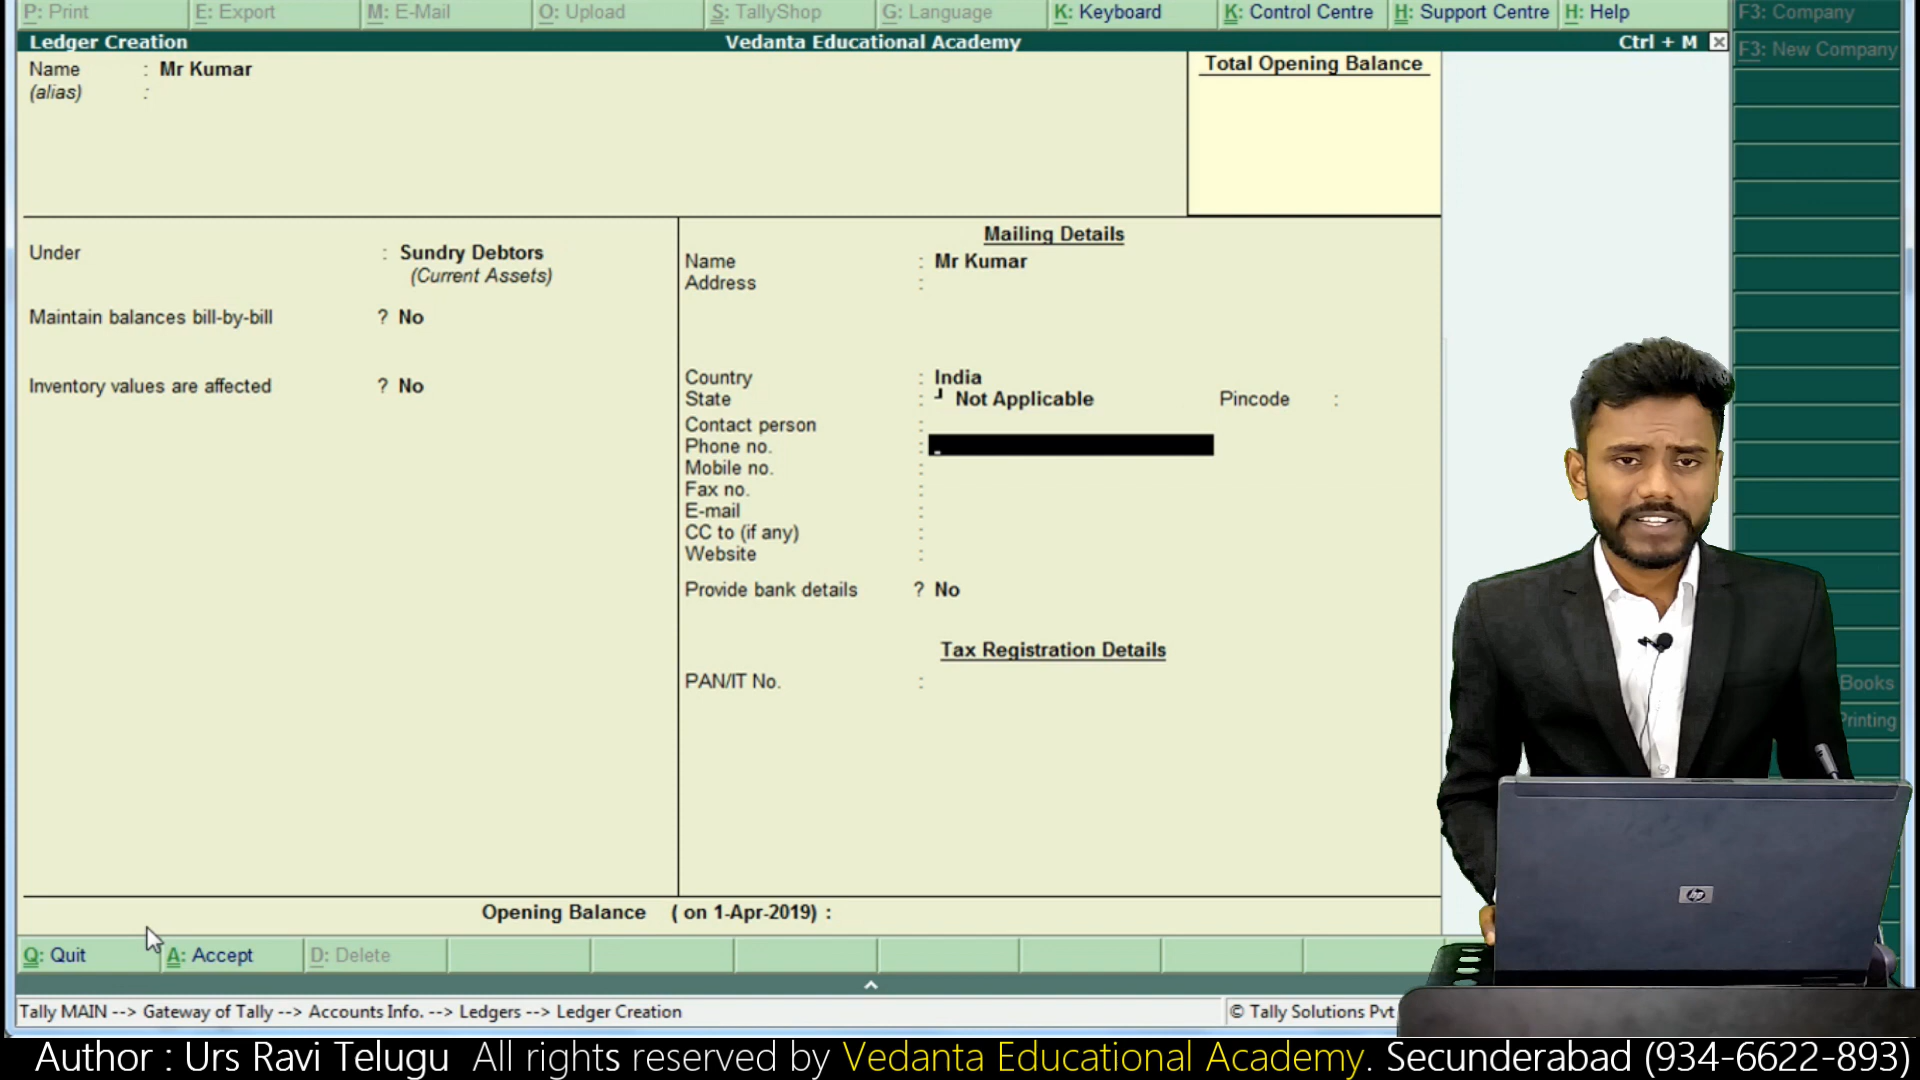 P: Print E: Export M: E-Mail O: Upload S: TallyShop G: Language K: Keyboard K: Control Centre H: Support Centre H: Help F3: Company
Ledger Creation Vedanta Educational Academy Ctrl + M F3: New Company
Name : Mr Kumar
(alias) :
Total Opening Balance
Under : Sundry Debtors
(Current Assets)
Maintain balances bill-by-bill ? No
Inventory values are affected ? No
Mailing Details
Name : Mr Kumar
Address :
Country : India
State : Not Applicable Pincode :
Contact person :
Phone no. :
Mobile no. :
Fax no. :
E-mail :
CC to (if any) :
Website :
Provide bank details ? No
Tax Registration Details
PAN/IT No. :
Books
Printing
Opening Balance ( on 1-Apr-2019) :
Q: Quit A: Accept D: Delete
Tally MAIN --> Gateway of Tally --> Accounts Info. --> Ledgers --> Ledger Creation © Tally Solutions Pvt
hp
Author : Urs Ravi Telugu All rights reserved by Vedanta Educational Academy. Secunderabad (934-6622-893)